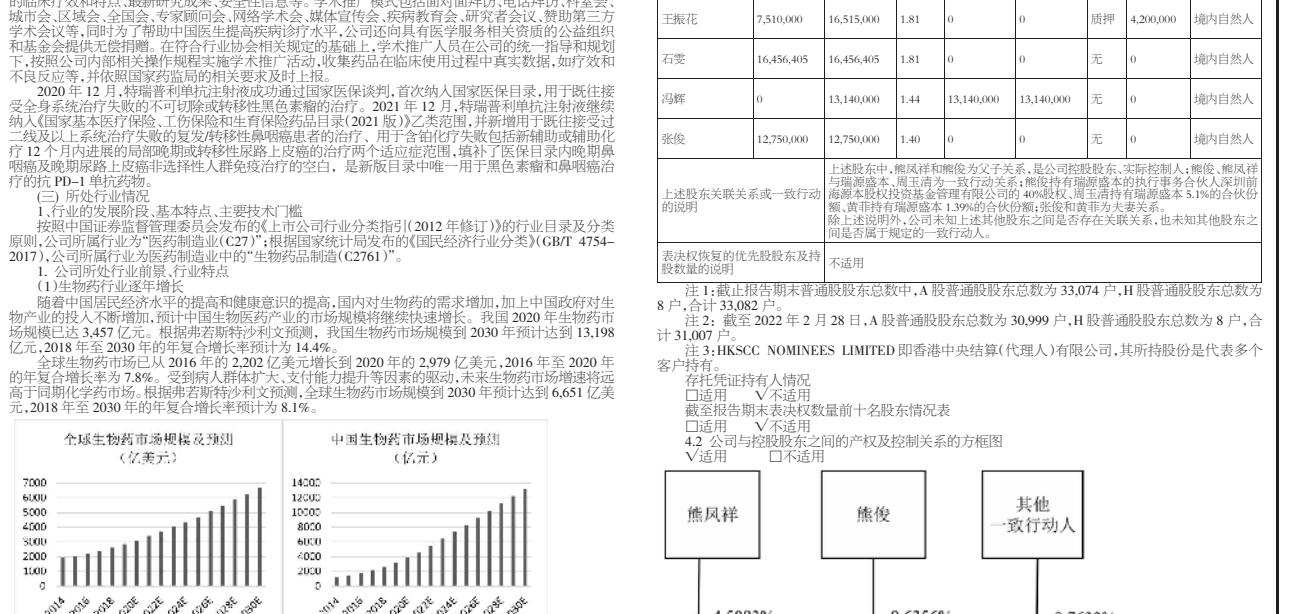 的临床疗效和特点、最新研究成果、安全性信息等。学术推广模式包括面对面拜访、电话拜访、科室会、
城市会、区域会、全国会、专家顾问会、网络学术会、媒体宣传会、疾病教育会、研究者会议、赞助第三方
学术会议等,同时为了帮助中国医生提高疾病诊疗水平,公司还向具有医学服务相关资质的公益组织
和基金会提供无偿捐赠。在符合行业协会相关规定的基础上,学术推广人员在公司的统一指导和规划
下,按照公司内部相关操作规程实施学术推广活动,收集药品在临床使用过程中真实数据,如疗效和
不良反应等,并依照国家药监局的相关要求及时上报。
2020 年 12 月,特瑞普利单抗注射液成功通过国家医保谈判,首次纳入国家医保目录,用于既往接
受全身系统治疗失败的不可切除或转移性黑色素瘤的治疗。2021 年 12 月,特瑞普利单抗注射液继续
纳入《国家基本医疗保险、工伤保险和生育保险药品目录(2021 版)》乙类范围,并新增用于既往接受过
二线及以上系统治疗失败的复发/转移性鼻咽癌患者的治疗、用于含铂化疗失败包括新辅助或辅助化
疗 12 个月内进展的局部晚期或转移性尿路上皮癌的治疗两个适应症范围,填补了医保目录内晚期鼻
咽癌及晚期尿路上皮癌非选择性人群免疫治疗的空白，是新版目录中唯一用于黑色素瘤和鼻咽癌治
疗的抗 PD-1 单抗药物。
(三) 所处行业情况
1、行业的发展阶段、基本特点、主要技术门槛
按照中国证券监督管理委员会发布的《上市公司行业分类指引(2012 年修订)》的行业目录及分类
原则,公司所属行业为“医药制造业(C27)”;根据国家统计局发布的《国民经济行业分类》(GB/T 4754-
2017),公司所属行业为医药制造业中的“生物药品制造(C2761)”。
1. 公司所处行业前景、行业特点
(1)生物药行业逐年增长
随着中国居民经济水平的提高和健康意识的提高,国内对生物药的需求增加,加上中国政府对生
物产业的投入不断增加,预计中国生物医药产业的市场规模将继续快速增长。我国 2020 年生物药市
场规模已达 3,457 亿元。根据弗若斯特沙利文预测，我国生物药市场规模到 2030 年预计达到 13,198
亿元,2018 年至 2030 年的年复合增长率预计为 14.4%。
全球生物药市场已从 2016 年的 2,202 亿美元增长到 2020 年的 2,979 亿美元,2016 年至 2020 年
的年复合增长率为 7.8%。受到病人群体扩大、支付能力提升等因素的驱动,未来生物药市场增速将远
高于同期化学药市场。根据弗若斯特沙利文预测,全球生物药市场规模到 2030 年预计达到 6,651 亿美
元,2018 年至 2030 年的年复合增长率预计为 8.1%。
全球生物药市场规模及预测
（亿美元）
7000
6000
5000
4000
3000
2000
1000
0
2014
2016
2018
2020E
2022E
2024E
2026E
2028E
2030E
中国生物药市场规模及预测
（亿元）
14000
12000
10000
8000
6000
4000
2000
0
2014
2016
2018
2020E
2022E
2024E
2026E
2028E
2030E
王振花 7,510,000 16,515,000 1.81 0 0 质押 4,200,000 境内自然人
石雯 16,456,405 16,456,405 1.81 0 0 无 0 境内自然人
冯辉 0 13,140,000 1.44 13,140,000 13,140,000 无 0 境内自然人
张俊 12,750,000 12,750,000 1.40 0 0 无 0 境内自然人
上述股东关联关系或一致行动
的说明
上述股东中,熊凤祥和熊俊为父子关系,是公司控股股东、实际控制人;熊俊、熊凤祥
与瑞源盛本、周玉清为一致行动关系;熊俊持有瑞源盛本的执行事务合伙人深圳前
海源本股权投资基金管理有限公司的 40%股权、周玉清持有瑞源盛本 5.1%的合伙份
额、黄菲持有瑞源盛本 1.39%的合伙份额;张俊和黄菲为夫妻关系。
除上述说明外,公司未知上述其他股东之间是否存在关联关系,也未知其他股东之
间是否属于规定的一致行动人。
表决权恢复的优先股股东及持
股数量的说明
不适用
注 1:截止报告期末普通股股东总数中,A 股普通股股东总数为 33,074 户,H 股普通股股东总数为
8 户,合计 33,082 户。
注 2: 截至 2022 年 2 月 28 日,A 股普通股股东总数为 30,999 户,H 股普通股股东总数为 8 户,合
计 31,007 户。
注 3:HKSCC NOMINEES LIMITED 即香港中央结算(代理人)有限公司,其所持股份是代表多个
客户持有。
存托凭证持有人情况
□适用 √不适用
截至报告期末表决权数量前十名股东情况表
□适用 √不适用
4.2 公司与控股股东之间的产权及控制关系的方框图
√适用 □不适用
熊凤祥
熊俊
其他
一致行动人